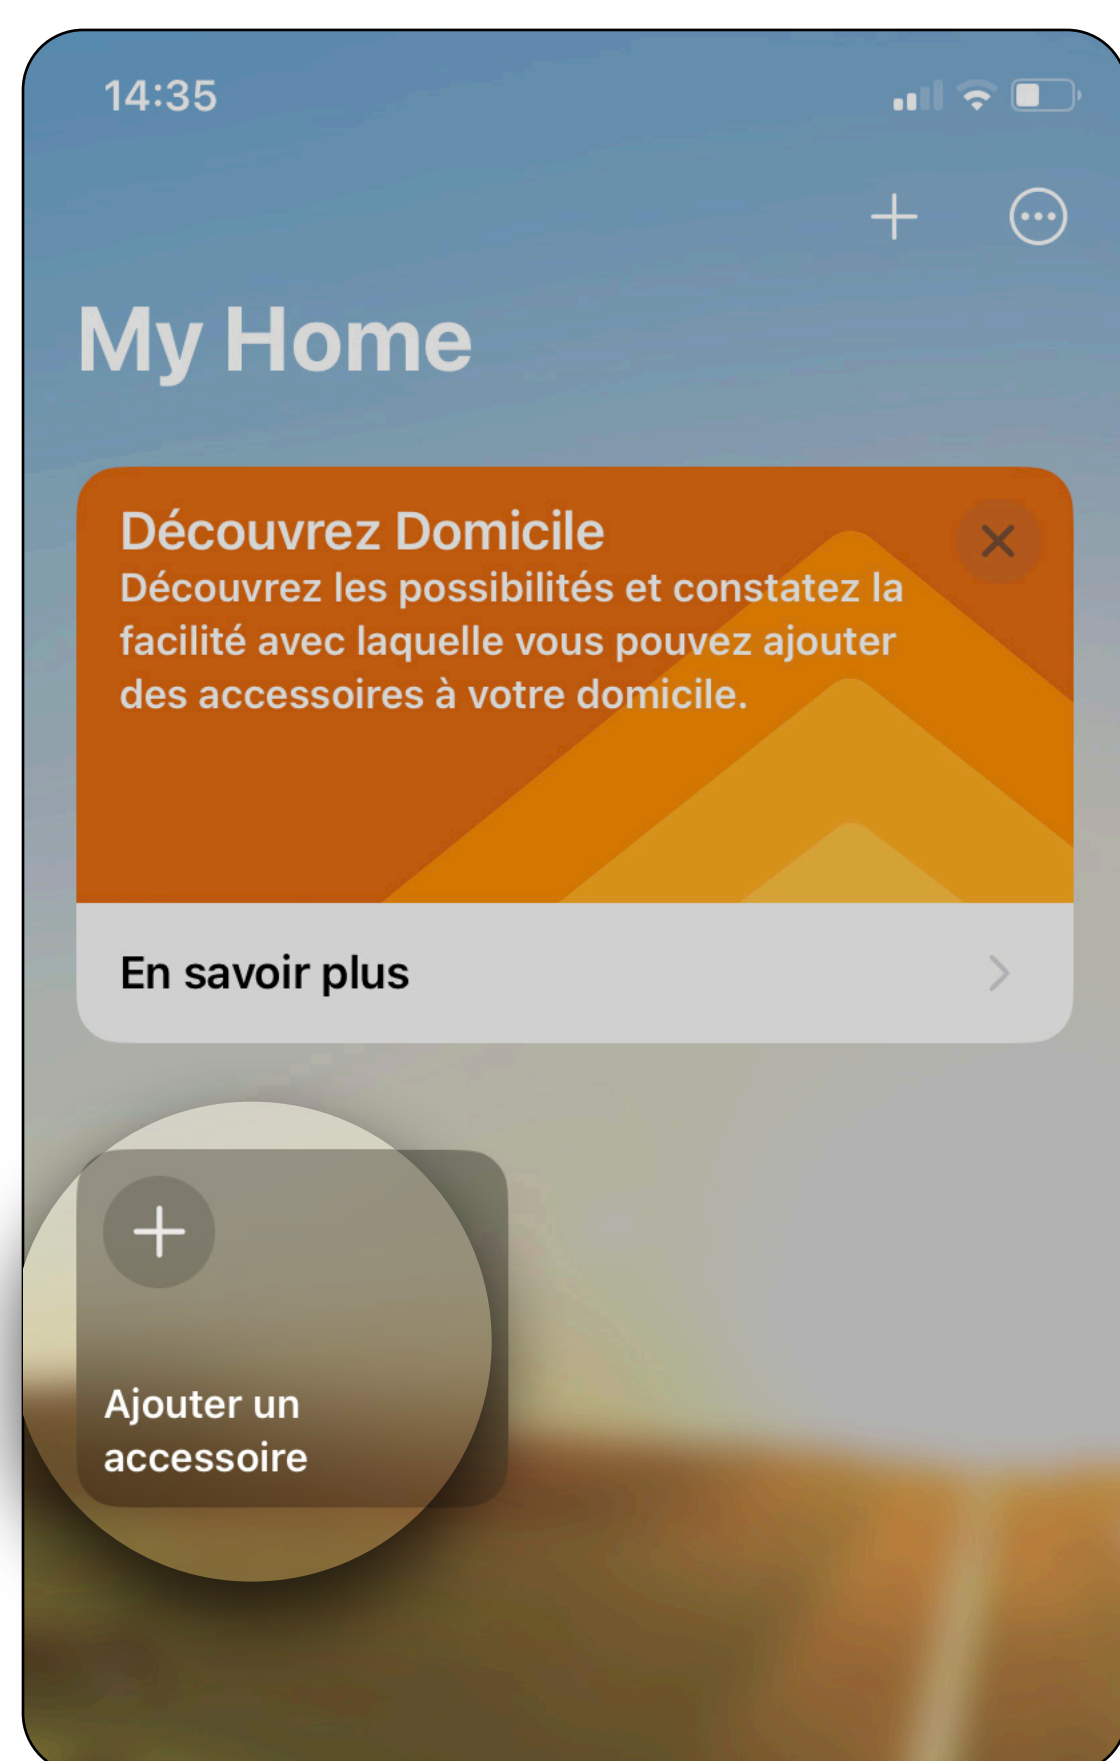 14:35
My Home
Découvrez Domicile
Découvrez les possibilités et constatez la
facilité avec laquelle vous pouvez ajouter
des accessoires à votre domicile.
En savoir plus
Ajouter un
accessoire